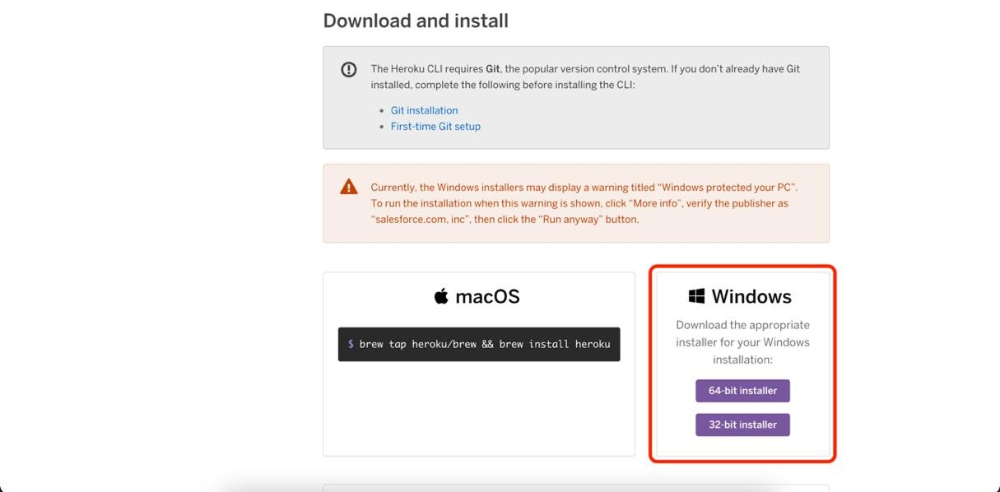 Download and install
The Heroku CLI requires Git, the popular version control system. If you don’t already have Git
installed, complete the following before installing the CLI:
• Git installation
• First-time Git setup
Currently, the Windows installers may display a warning titled “Windows protected your PC”.
To run the installation when this warning is shown, click “More info”, verify the publisher as
“salesforce.com, inc”, then click the “Run anyway” button.
macOS
$ brew tap heroku/brew && brew install heroku
Windows
Download the appropriate
installer for your Windows
installation:
64-bit installer
32-bit installer